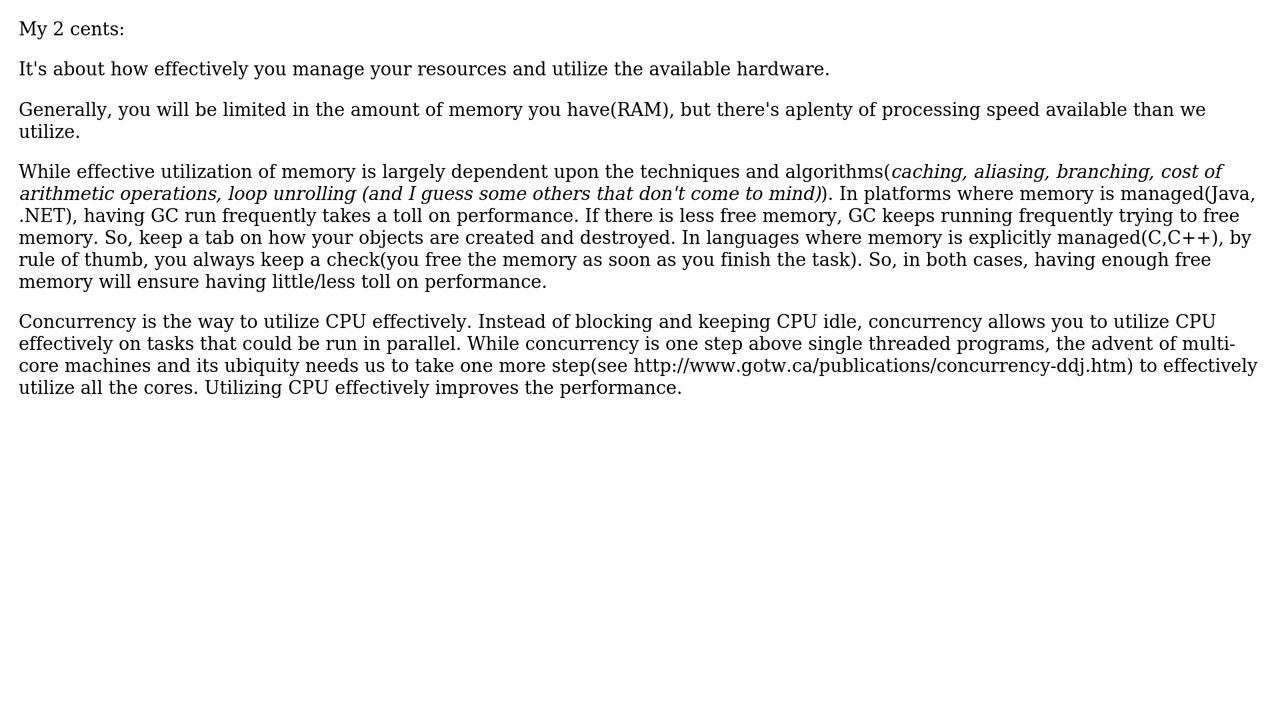 My 2 cents:
It's about how effectively you manage your resources and utilize the available hardware.
Generally, you will be limited in the amount of memory you have(RAM), but there's aplenty of processing speed available than we
utilize.
While effective utilization of memory is largely dependent upon the techniques and algorithms(caching, aliasing, branching, cost of
arithmetic operations, loop unrolling (and I guess some others that don't come to mind)). In platforms where memory is managed(Java,
.NET), having GC run frequently takes a toll on performance. If there is less free memory, GC keeps running frequently trying to free
memory. So, keep a tab on how your objects are created and destroyed. In languages where memory is explicitly managed(C,C++), by
rule of thumb, you always keep a check(you free the memory as soon as you finish the task). So, in both cases, having enough free
memory will ensure having little/less toll on performance.
Concurrency is the way to utilize CPU effectively. Instead of blocking and keeping CPU idle, concurrency allows you to utilize CPU
effectively on tasks that could be run in parallel. While concurrency is one step above single threaded programs, the advent of multi-
core machines and its ubiquity needs us to take one more step(see http://www.gotw.ca/publications/concurrency-ddj.htm) to effectively
utilize all the cores. Utilizing CPU effectively improves the performance.